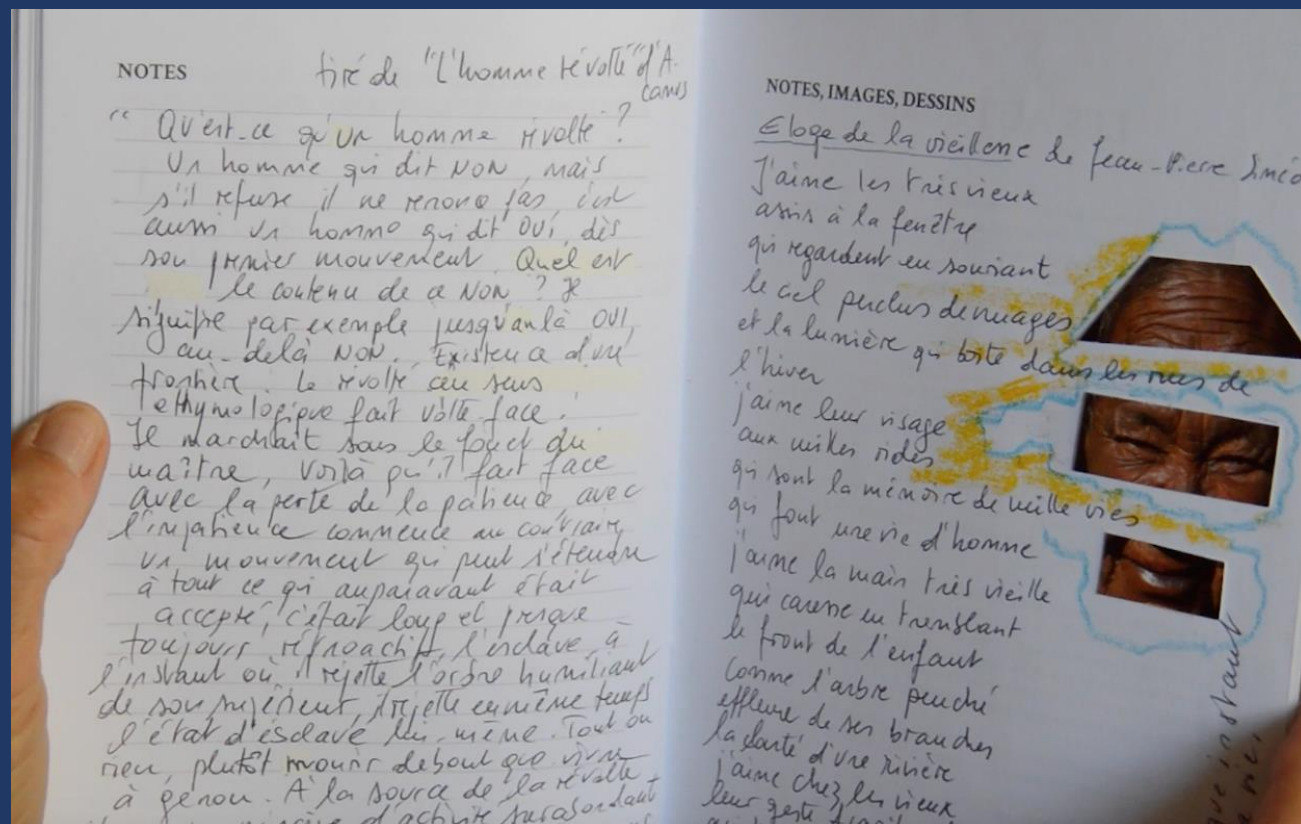 NOTES
tiré de "L'homme révolté" d'A.
Camus
" Qu'est-ce qu'un homme révolté ?
Un homme qui dit NON, mais
s'il refuse il ne renonce pas, c'est
aussi un homme qui dit OUI, dès
son premier mouvement. Quel est
le contenu de ce NON ? Il
signifie par exemple jusque là OUI,
au-delà NON. Existence d'une
frontière. Le révolté au sens
ethymologique fait volte-face.
Il marchait sous le fouet du
maître, voilà qu'il fait face
avec la perte de la patience, avec
l'impatience commence au contraire
un mouvement qui peut s'étendre
à tout ce qui auparavant était
accepté, c'était et presque
toujours rétroactif, l'esclave, à
l'instant où il rejette l'ordre humiliant
de son supérieur, il rejette en même temps
l'état d'esclave lui-même. Tout ou
rien, plutôt mourir debout que vivre
à genou. À la source de la révolte
d'activité surabondant
NOTES, IMAGES, DESSINS
Eloge de la vieillesse de Jean-Pierre Siméo
J'aime les très vieux
assis à la fenêtre
qui regardent en souriant
le ciel perclus de nuages
et la lumière qui boite dans les rues de
l'hiver
j'aime leur visage
aux milles rides
qui sont la mémoire de mille vies
qui font une vie d'homme
j'aime la main très vieille
qui caresse en tremblant
le front de l'enfant
comme l'arbre penché
effleure de ses branches
la clarté d'une rivière
j'aime chez les vieux
leur geste
que instant
vie